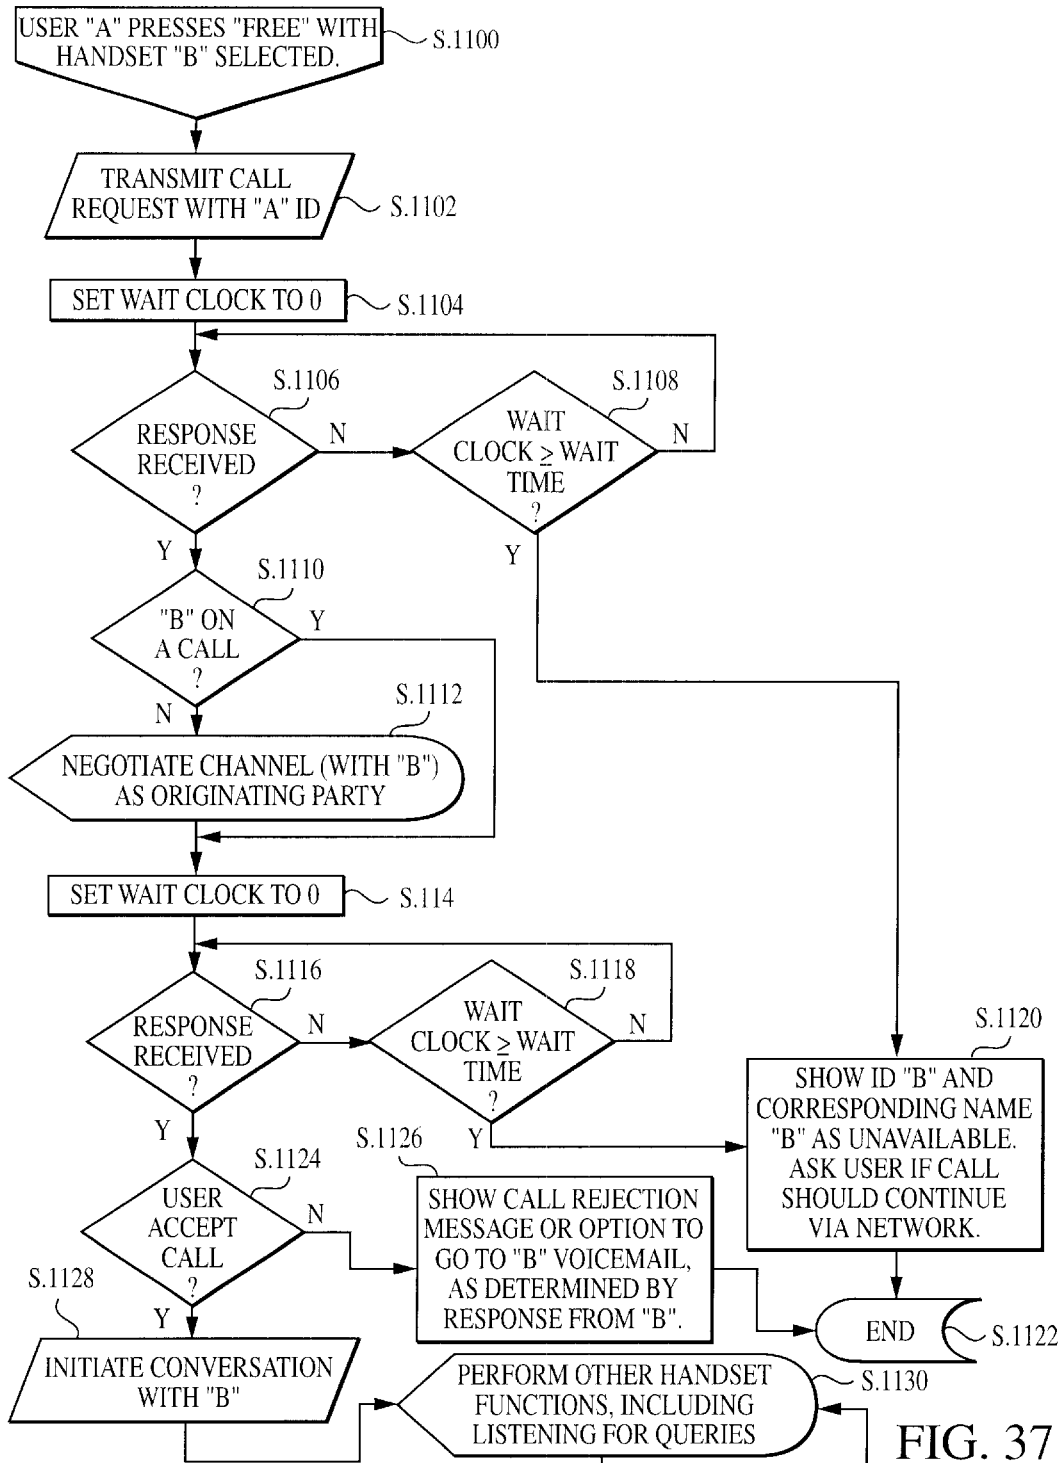 USER "A" PRESSES "FREE" WITH
HANDSET "B" SELECTED.
S.1100
TRANSMIT CALL
REQUEST WITH "A" ID
S.1102
SET WAIT CLOCK TO 0
S.1104
S.1106
RESPONSE
RECEIVED
?
N
Y
S.1108
WAIT
CLOCK ≥ WAIT
TIME
?
N
Y
S.1110
"B" ON
A CALL
?
Y
N
S.1112
NEGOTIATE CHANNEL (WITH "B")
AS ORIGINATING PARTY
SET WAIT CLOCK TO 0
S.114
S.1116
RESPONSE
RECEIVED
?
N
Y
S.1118
WAIT
CLOCK ≥ WAIT
TIME
?
N
Y
S.1120
SHOW ID "B" AND
CORRESPONDING NAME
"B" AS UNAVAILABLE.
ASK USER IF CALL
SHOULD CONTINUE
VIA NETWORK.
S.1124
USER
ACCEPT
CALL
?
N
Y
S.1126
SHOW CALL REJECTION
MESSAGE OR OPTION TO
GO TO "B" VOICEMAIL,
AS DETERMINED BY
RESPONSE FROM "B".
END
S.1122
S.1128
INITIATE CONVERSATION
WITH "B"
PERFORM OTHER HANDSET
FUNCTIONS, INCLUDING
LISTENING FOR QUERIES
S.1130
FIG. 37